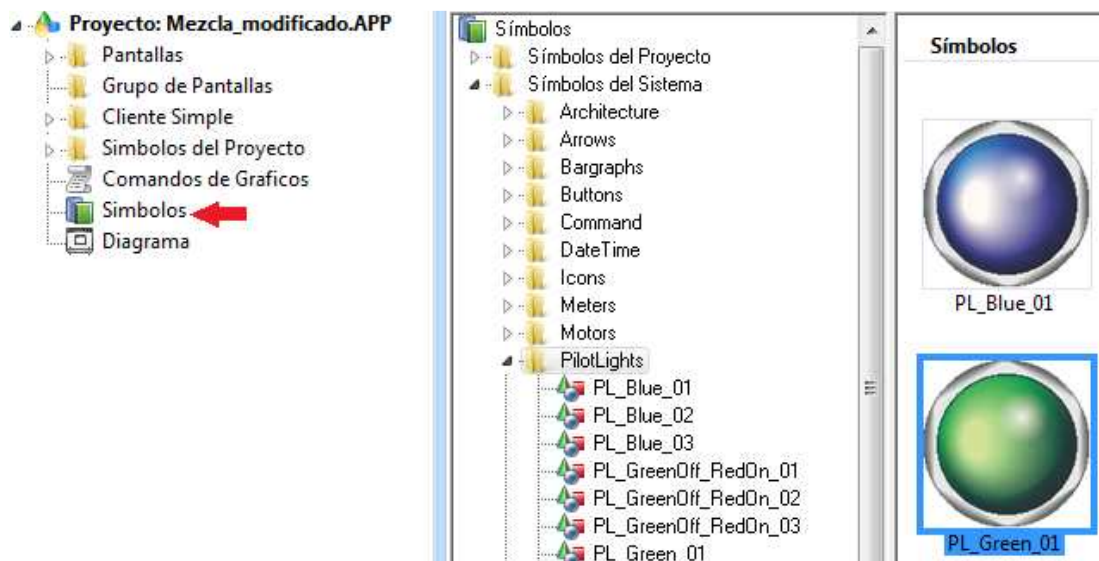 Proyecto: Mezcla_modificado.APP
Pantallas
Grupo de Pantallas
Cliente Simple
Simbolos del Proyecto
Comandos de Graficos
Simbolos
Diagrama
Símbolos
Símbolos del Proyecto
Símbolos del Sistema
Architecture
Arrows
Bargraphs
Buttons
Command
DateTime
Icons
Meters
Motors
PilotLights
PL_Blue_01
PL_Blue_02
PL_Blue_03
PL_GreenOff_RedOn_01
PL_GreenOff_RedOn_02
PL_GreenOff_RedOn_03
PL_Green_01
Símbolos
PL_Blue_01
PL_Green_01